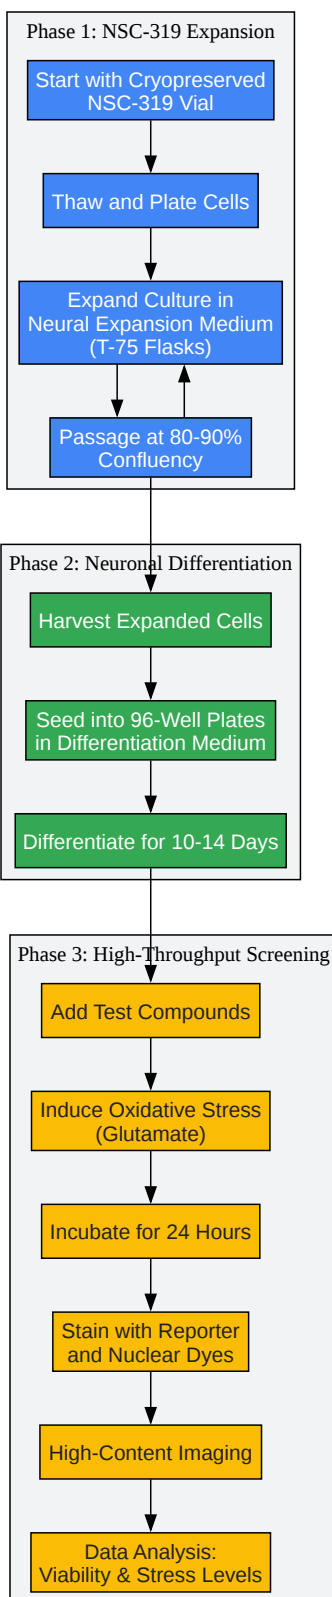 Phase 1: NSC-319 Expansion
Start with Cryopreserved
NSC-319 Vial
Thaw and Plate Cells
Expand Culture in
Neural Expansion Medium
(T-75 Flasks)
Passage at 80-90%
Confluency
Phase 2: Neuronal Differentiation
Harvest Expanded Cells
Seed into 96-Well Plates
in Differentiation Medium
Differentiate for 10-14 Days
Phase 3: High-Throughput Screening
Add Test Compounds
Induce Oxidative Stress
(Glutamate)
Incubate for 24 Hours
Stain with Reporter
and Nuclear Dyes
High-Content Imaging
Data Analysis:
Viability & Stress Levels